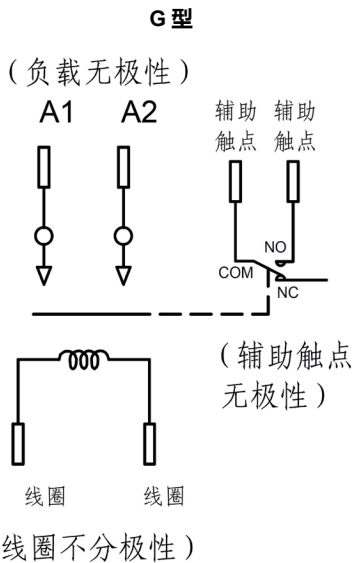 G 型
(负载无极性)
A1 A2
辅助 辅助
触点 触点
NO
COM
NC
(辅助触点
无极性)
线圈 线圈
线圈不分极性)